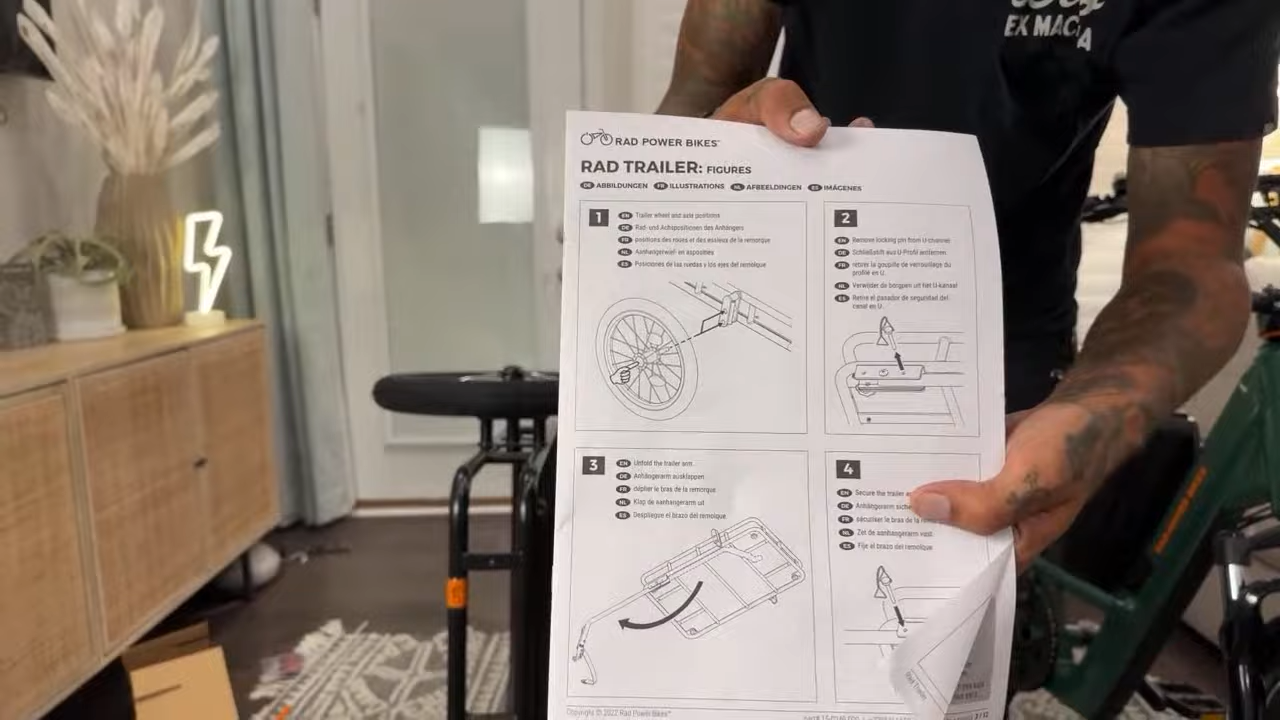 EX MAC
RAD POWER BIKES
RAD TRAILER: FIGURES
DE ABBILDUNGEN FR ILLUSTRATIONS NL AFBEELDINGEN ES IMÁGENES
1
EN Trailer wheel and axle positions
DE Rad- und Achspositionen des Anhängers
FR positions des roues et des essieux de la remorque
NL Aanhangerwiel- en asposities
ES Posiciones de las ruedas y los ejes del remolque
2
EN Remove locking pin from U-channel
DE Schließstift aus U-Profil entfernen
FR retirer la goupille de verrouillage du
profilé en U.
NL Verwijder de borgpen uit het U-kanaal
ES Retire el pasador de seguridad del
canal en U.
3
EN Unfold the trailer arm
DE Anhängerarm ausklappen
FR déplier le bras de la remorque
NL Klap de aanhangerarm uit
ES Despliegue el brazo del remolque
4
EN Secure the trailer
DE Anhängerarm
FR sécuriser le bras de la
NL Zet de aanhangerarm vast
ES Fije el brazo del remolque
Copyright © 2022 Rad Power Bikes